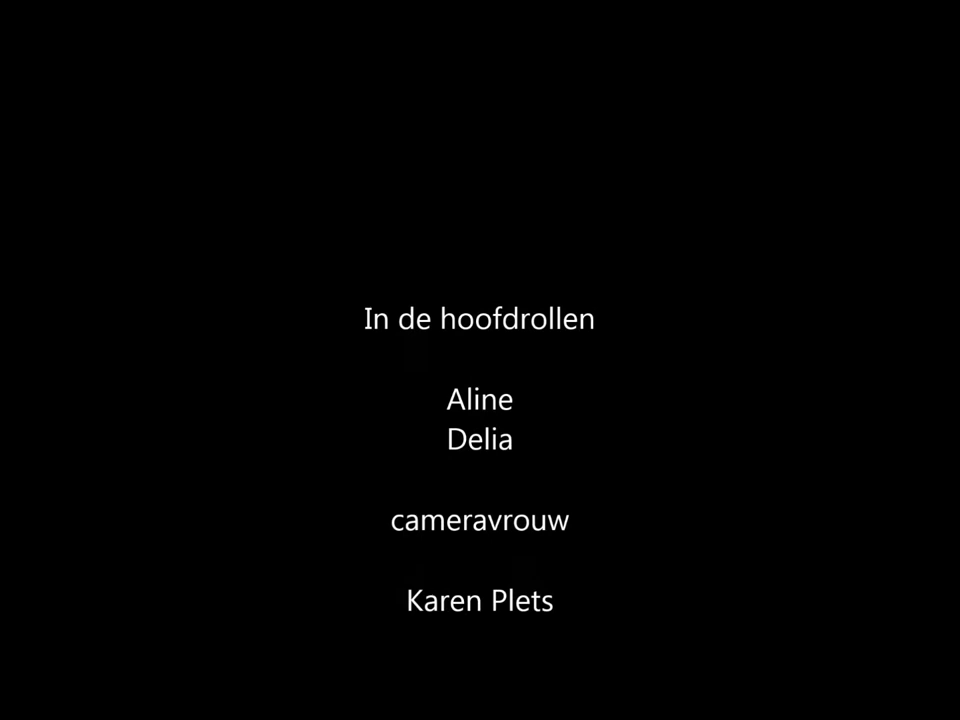 In de hoofdrollen
Aline
Delia
cameravrouw
Karen Plets